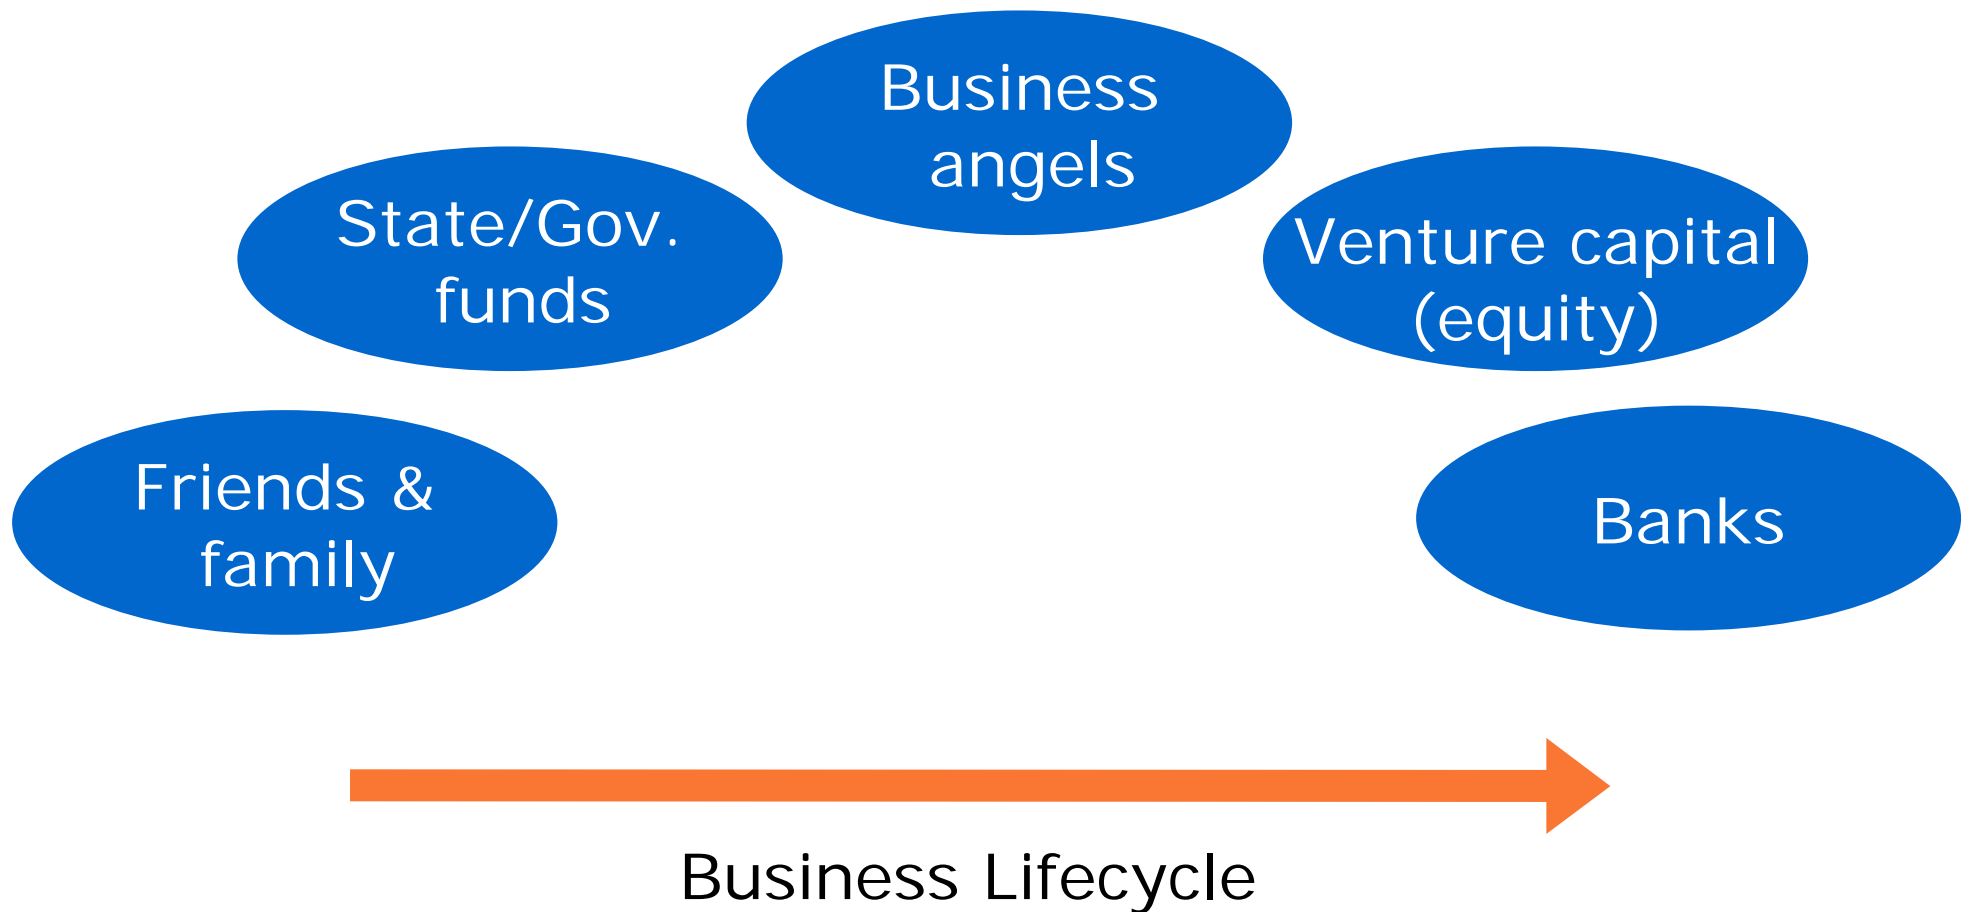 Business
angels
State/Gov.
funds
Venture capital
(equity)
Friends &
family
Banks
Business Lifecycle